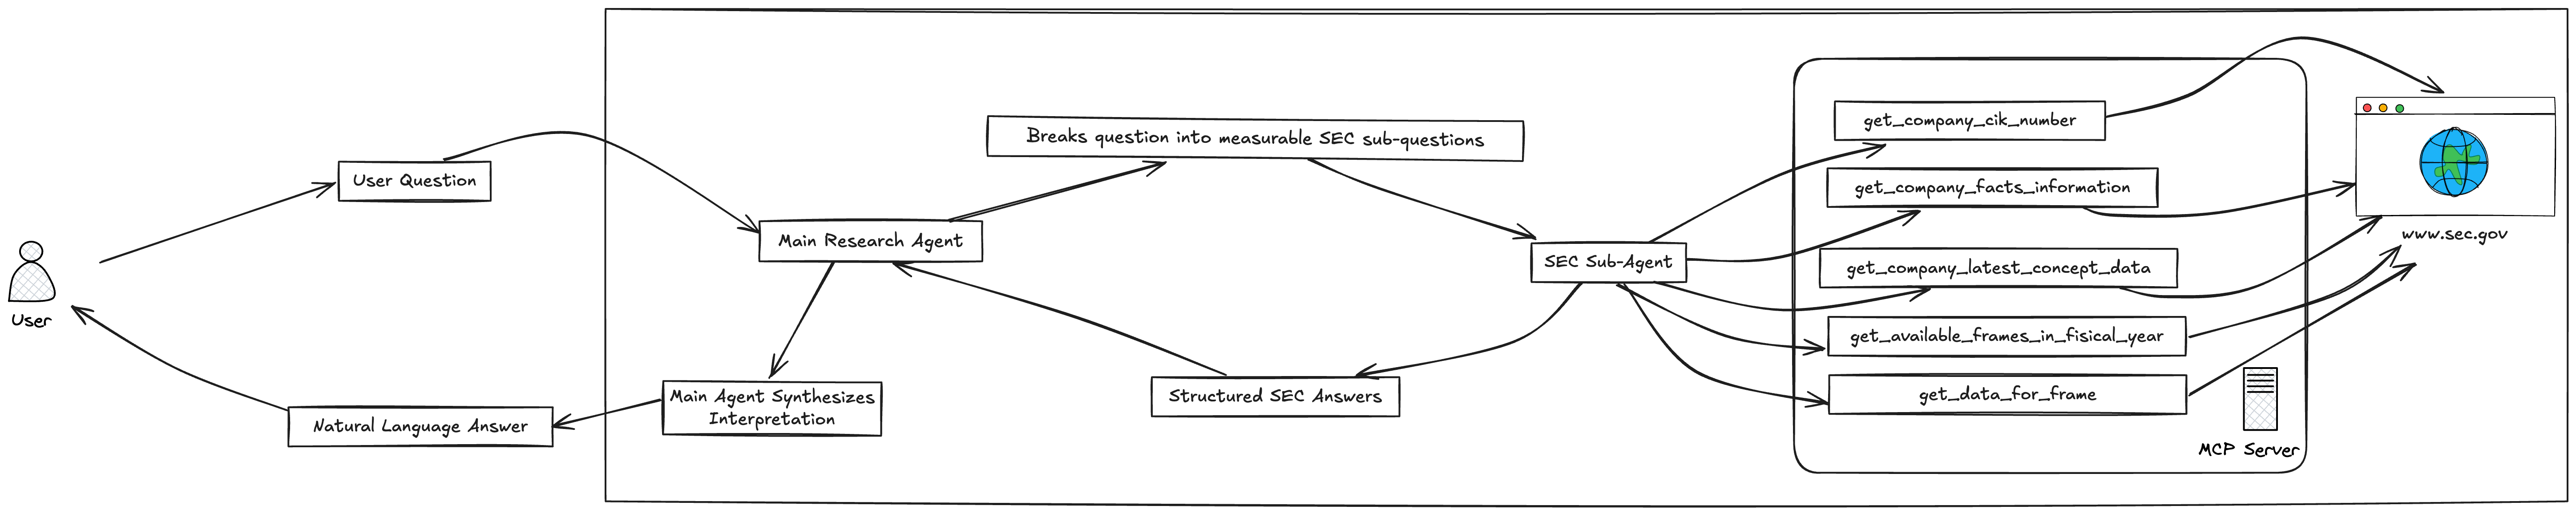 User
User Question
Natural Language Answer
Main Research Agent
Breaks question into measurable SEC sub-questions
Main Agent Synthesizes
Interpretation
Structured SEC Answers
SEC Sub-Agent
get_company_cik_number
get_company_facts_information
get_company_latest_concept_data
get_available_frames_in_fisical_year
get_data_for_frame
MCP Server
www.sec.gov